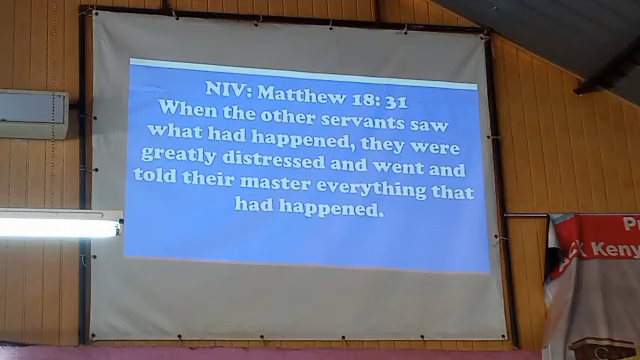 NIV: Matthew 18: 31
When the other servants saw
what had happened, they were
greatly distressed and went and
told their master everything that
had happened.
Keny